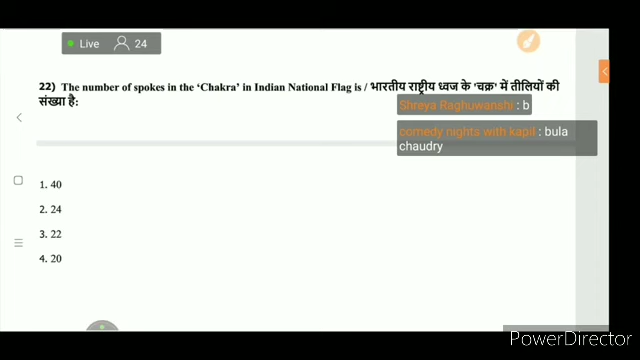 Live 24
22) The number of spokes in the ‘Chakra’ in Indian National Flag is / भारतीय राष्ट्रीय ध्वज के 'चक्र' में तीलियों की
संख्या है:
Shreya Raghuwanshi : b
comedy nights with kapil : bula
chaudry
1. 40
2. 24
3. 22
4. 20
PowerDirector